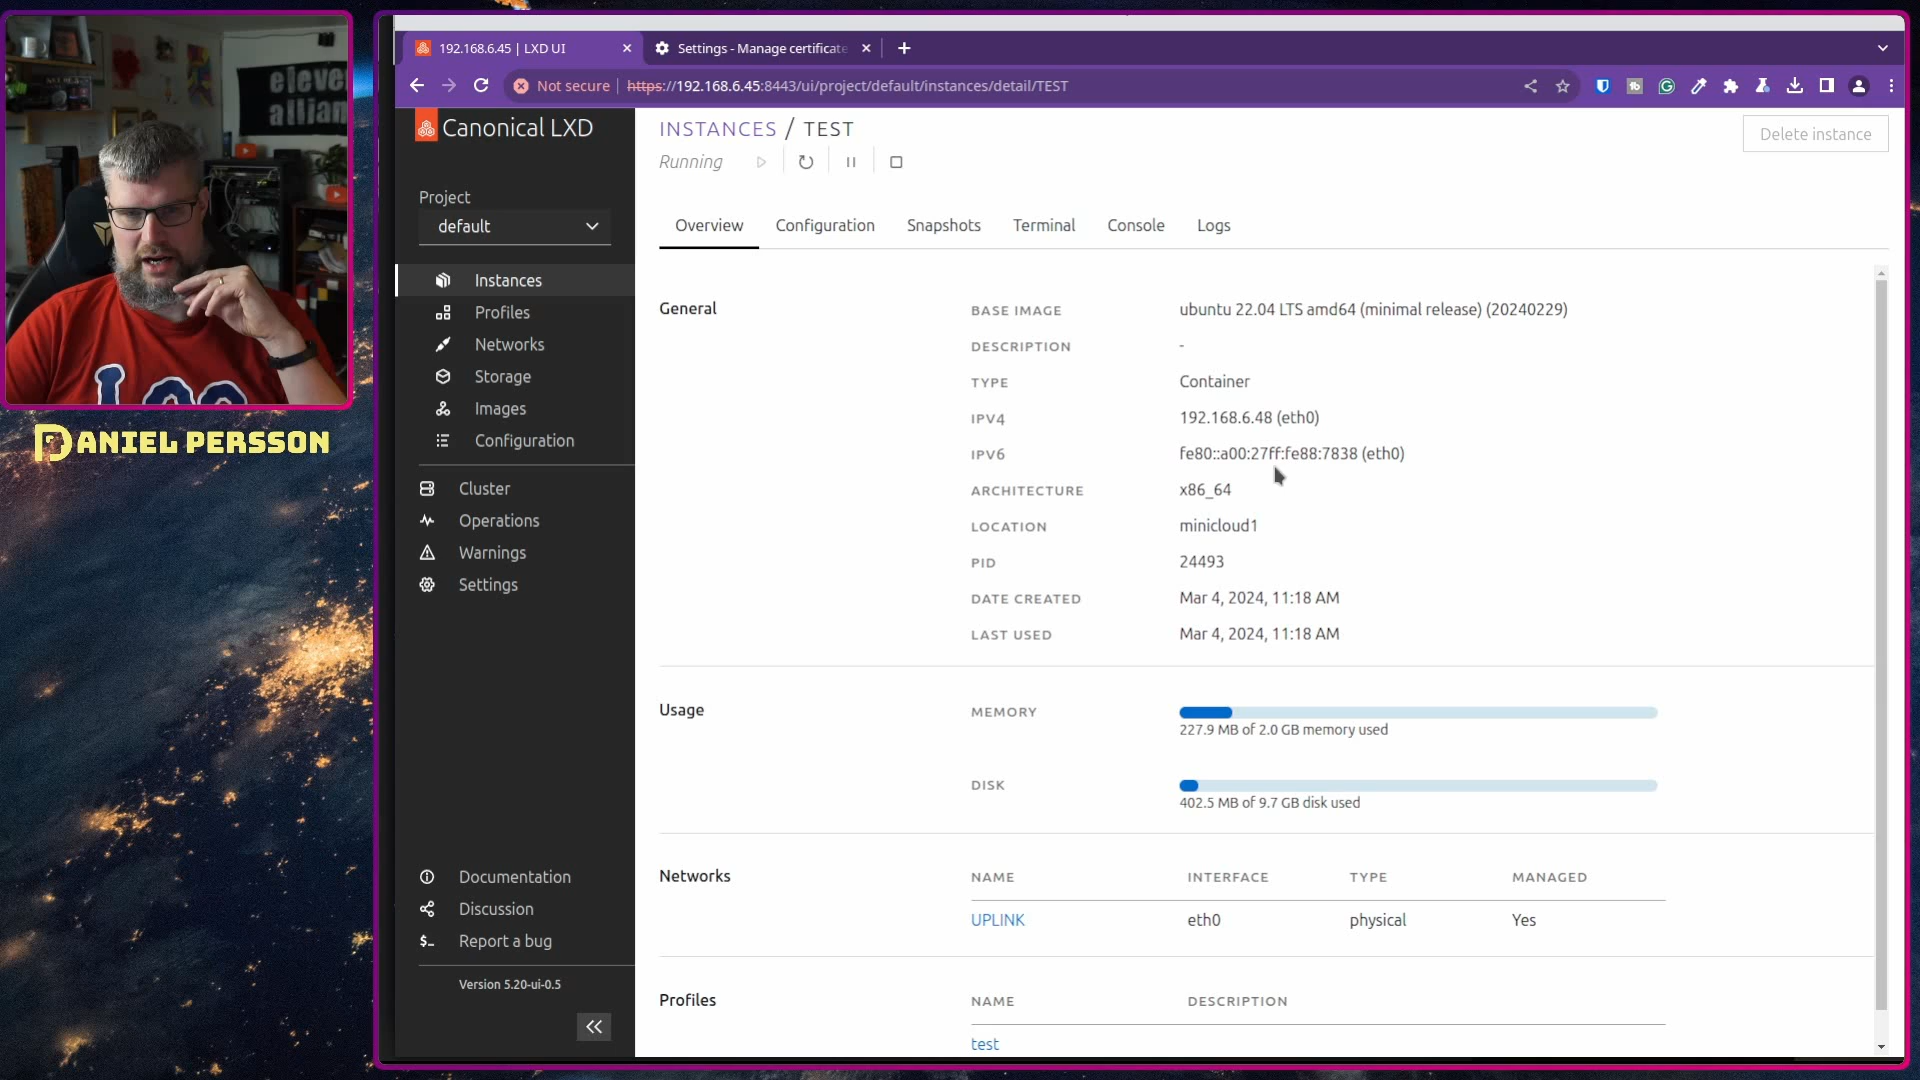 eleven
allian
DANIEL PERSSON
192.168.6.45 | LXD UI
Settings - Manage certificate
Not secure
https://192.168.6.45:8443/ui/project/default/instances/detail/TEST
Canonical LXD
Project
default
Instances
Profiles
Networks
Storage
Images
Configuration
Cluster
Operations
Warnings
Settings
Documentation
Discussion
Report a bug
Version 5.20-ui-0.5
INSTANCES / TEST
Delete instance
Running
Overview
Configuration
Snapshots
Terminal
Console
Logs
General
BASE IMAGE ubuntu 22.04 LTS amd64 (minimal release) (20240229)
DESCRIPTION -
TYPE Container
IPV4 192.168.6.48 (eth0)
IPV6 fe80::a00:27ff:fe88:7838 (eth0)
ARCHITECTURE x86_64
LOCATION minicloud1
PID 24493
DATE CREATED Mar 4, 2024, 11:18 AM
LAST USED Mar 4, 2024, 11:18 AM
Usage
MEMORY
227.9 MB of 2.0 GB memory used
DISK
402.5 MB of 9.7 GB disk used
Networks
NAME INTERFACE TYPE MANAGED
UPLINK eth0 physical Yes
Profiles
NAME DESCRIPTION
test